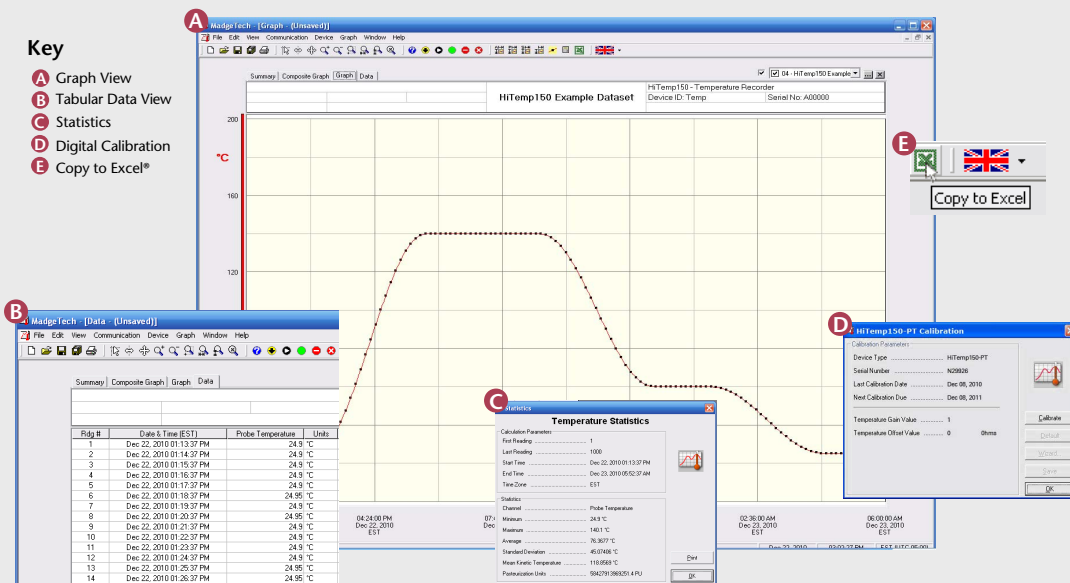 Key
A Graph View
B Tabular Data View
C Statistics
D Digital Calibration
E Copy to Excel®
A
MadgeTech - [Graph - (Unsaved)]
File Edit View Communication Device Graph Window Help
Summary Composite Graph Graph Data
04 - HiTemp150 Example
HiTemp150 Example Dataset
HiTemp150 - Temperature Recorder
Device ID: Temp Serial No: A00000
200
°C
160
120
04:24:00 PM
Dec 22, 2010
EST
02:36:00 AM
Dec 23, 2010
EST
06:00:00 AM
Dec 23, 2010
EST
E
Copy to Excel
B
MadgeTech - [Data - (Unsaved)]
File Edit View Communication Device Graph Window Help
Summary Composite Graph Graph Data
Rdg # Date & Time (EST) Probe Temperature Units
1 Dec 22, 2010 01:13:37 PM 24.9 °C
2 Dec 22, 2010 01:14:37 PM 24.9 °C
3 Dec 22, 2010 01:15:37 PM 24.9 °C
4 Dec 22, 2010 01:16:37 PM 24.9 °C
5 Dec 22, 2010 01:17:37 PM 24.9 °C
6 Dec 22, 2010 01:18:37 PM 24.95 °C
7 Dec 22, 2010 01:19:37 PM 24.9 °C
8 Dec 22, 2010 01:20:37 PM 24.95 °C
9 Dec 22, 2010 01:21:37 PM 24.9 °C
10 Dec 22, 2010 01:22:37 PM 24.9 °C
11 Dec 22, 2010 01:23:37 PM 24.9 °C
12 Dec 22, 2010 01:24:37 PM 24.9 °C
13 Dec 22, 2010 01:25:37 PM 24.95 °C
14 Dec 22, 2010 01:26:37 PM 24.95 °C
C
Statistics
Temperature Statistics
Calculation Parameters
First Reading 1
Last Reading 1000
Start Time Dec 22, 2010 01:13:37 PM
End Time Dec 23, 2010 05:52:37 AM
Time Zone EST
Statistics
Channel Probe Temperature
Minimum 24.9 °C
Maximum 140.1 °C
Average 76.3677 °C
Standard Deviation 45.07406 °C
Mean Kinetic Temperature 118.8569 °C
Pasteurization Units 58427913969251.4 PU
Print
OK
D
HiTemp150-PT Calibration
Calibration Parameters
Device Type HiTemp150-PT
Serial Number N29926
Last Calibration Date Dec 08, 2010
Next Calibration Due Dec 08, 2011
Temperature Gain Value 1
Temperature Offset Value 0 Ohms
Calibrate
Default
Wizard...
Save
OK